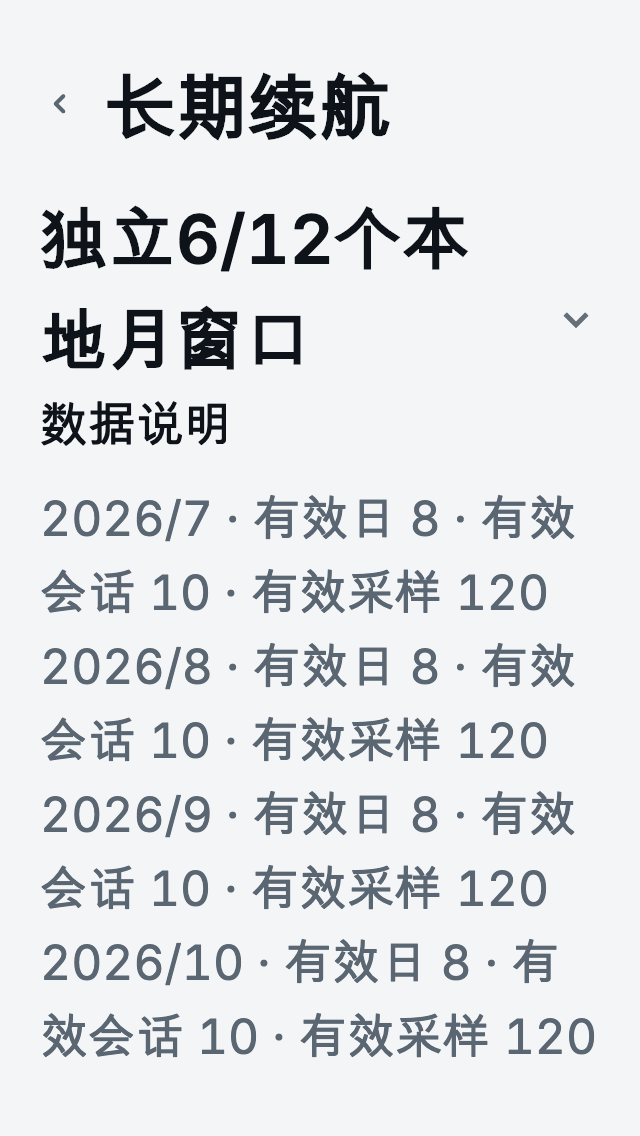 长期续航
独立6/12个本
地月窗口
数据说明
2026/7 · 有效日 8 · 有效
会话 10 · 有效采样 120
2026/8 · 有效日 8 · 有效
会话 10 · 有效采样 120
2026/9 · 有效日 8 · 有效
会话 10 · 有效采样 120
2026/10 · 有效日 8 · 有
效会话 10 · 有效采样 120